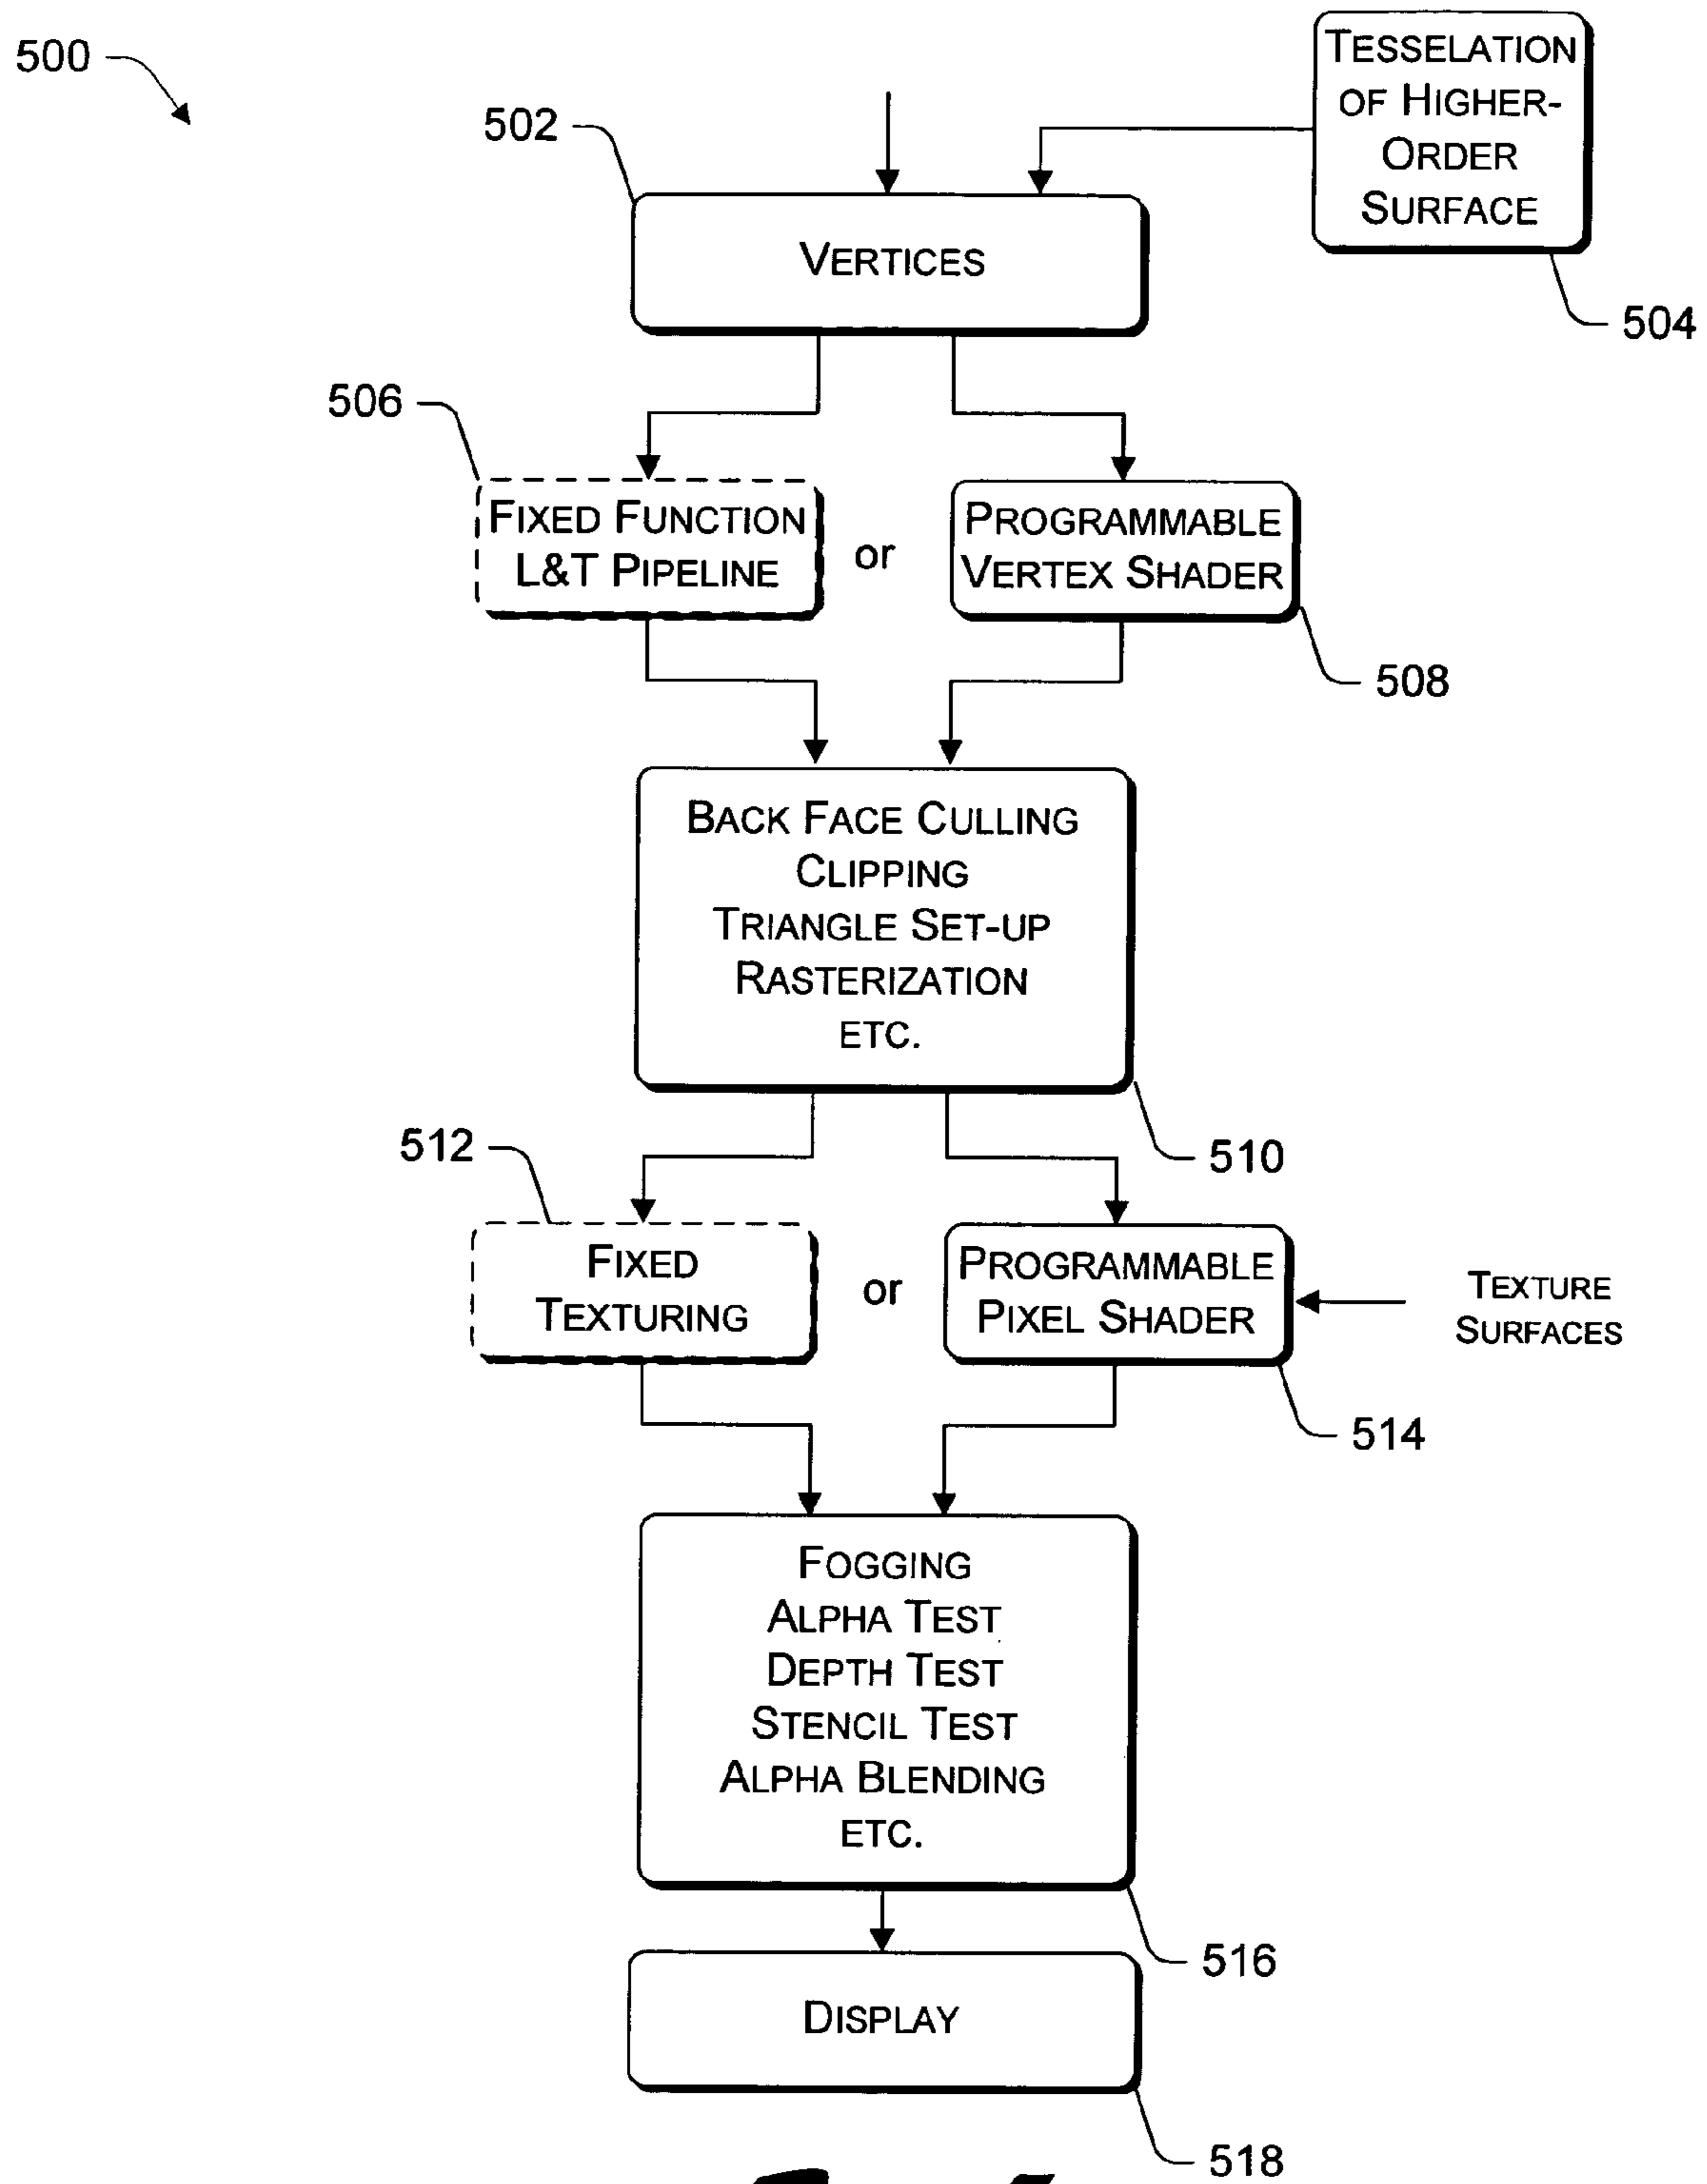 500
TESSELATION
OF HIGHER-
ORDER
SURFACE
502
VERTICES
504
506
FIXED FUNCTION
L&T PIPELINE
or
PROGRAMMABLE
VERTEX SHADER
508
BACK FACE CULLING
CLIPPING
TRIANGLE SET-UP
RASTERIZATION
ETC.
510
512
FIXED
TEXTURING
or
PROGRAMMABLE
PIXEL SHADER
TEXTURE
SURFACES
514
FOGGING
ALPHA TEST
DEPTH TEST
STENCIL TEST
ALPHA BLENDING
ETC.
516
DISPLAY
518